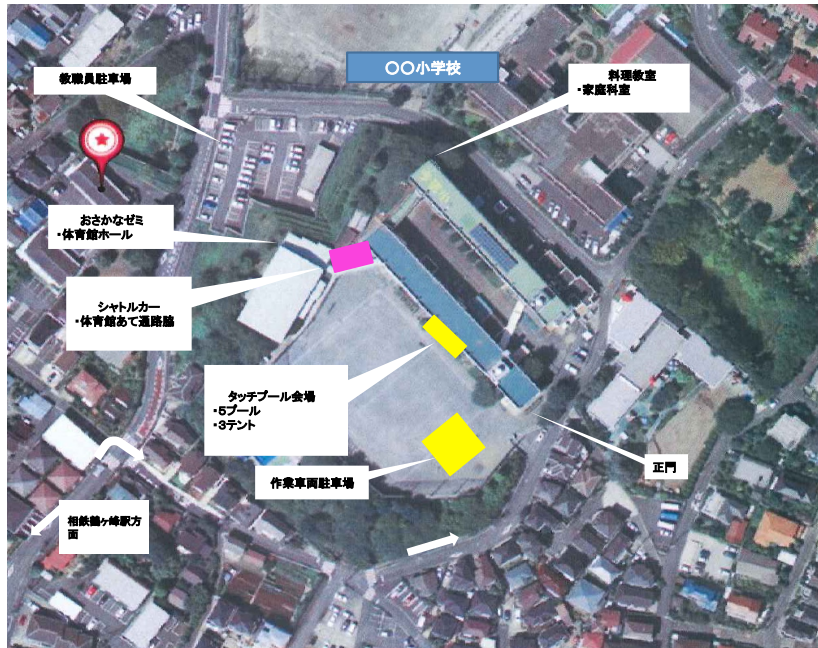 〇〇小学校
教職員駐車場
料理教室
・家庭科室
おさかなゼミ
・体育館ホール
シャトルカー
・体育館あて通路脇
タッチプール会場
・5プール
・3テント
作業車両駐車場
正門
相鉄鶴ヶ峰駅方
面